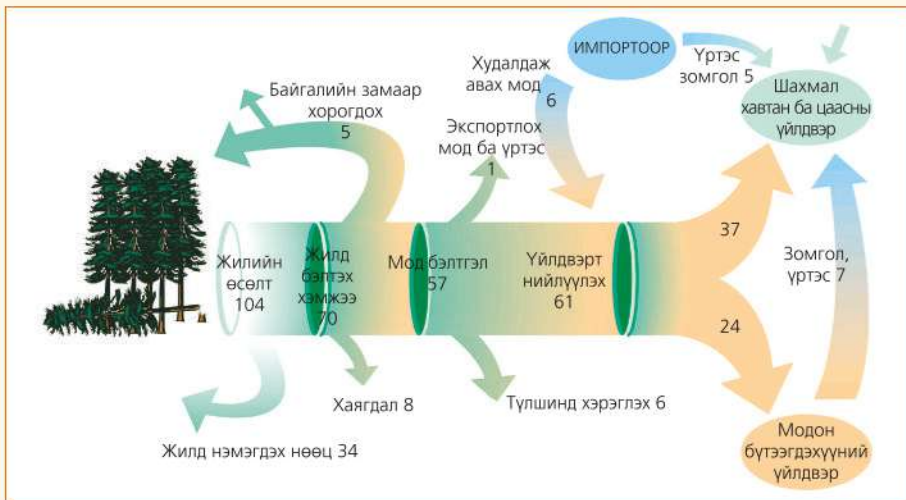 ИМПОРТООР
Үртэс
зомгол 5
Шахмал
хавтан ба цаасны
үйлдвэр
Худалдаж
авах мод
6
Байгалийн замаар
хорогдох
5
Экспортлох
мод ба үртэс
1
Жилийн
өсөлт
104
Жилд
бэлтэх
хэмжээ
70
Мод бэлтгэл
57
Үйлдвэрт
нийлүүлэх
61
37
24
Зомгол,
үртэс 7
Хаягдал 8
Түлшинд хэрэглэх 6
Жилд нэмэгдэх нөөц 34
Модон
бүтээгдэхүүний
үйлдвэр